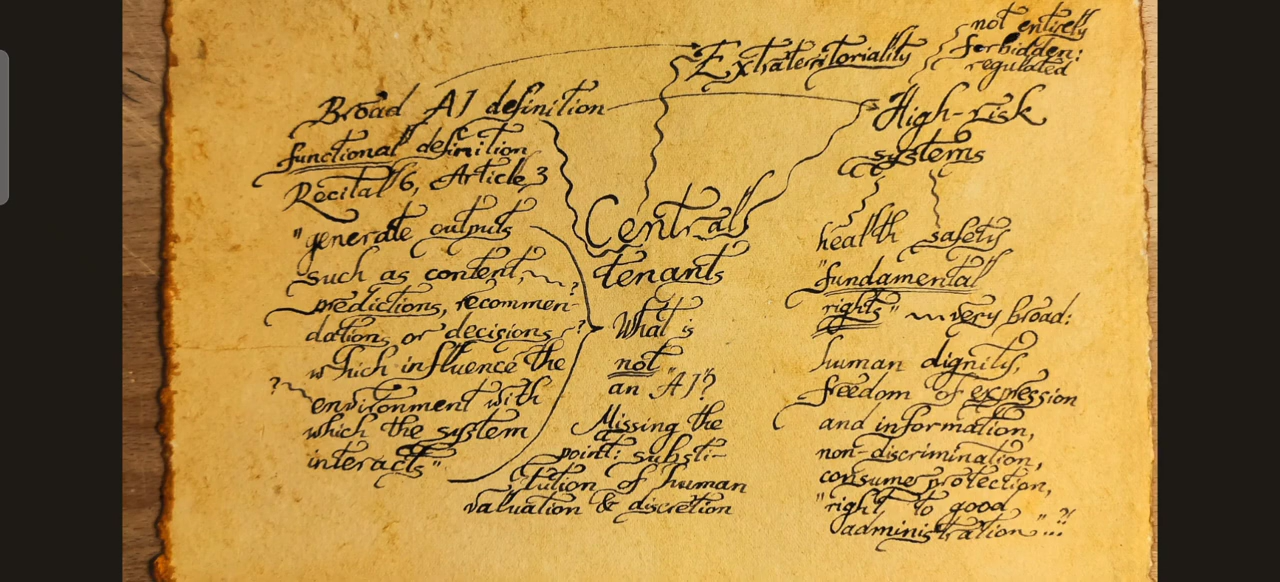 not entirely
forbidden:
regulated
Extraterritoriality
Broad AI definition
"functional" definition
Recital 6, Article 3
"generate outputs
such as content,
predictions, recommen-
dations, or decisions
which influence the
environment with
which the system
interacts"
?
?
?
Central
tenants
What is
not
an "AI"?
Missing the
point: substi-
tution of human
valuation & discretion
High-risk
systems
health safety
"fundamental
rights" very broad:
human dignity,
freedom of expression
and information,
non-discrimination,
consumer protection,
"right to good
administration"...?!